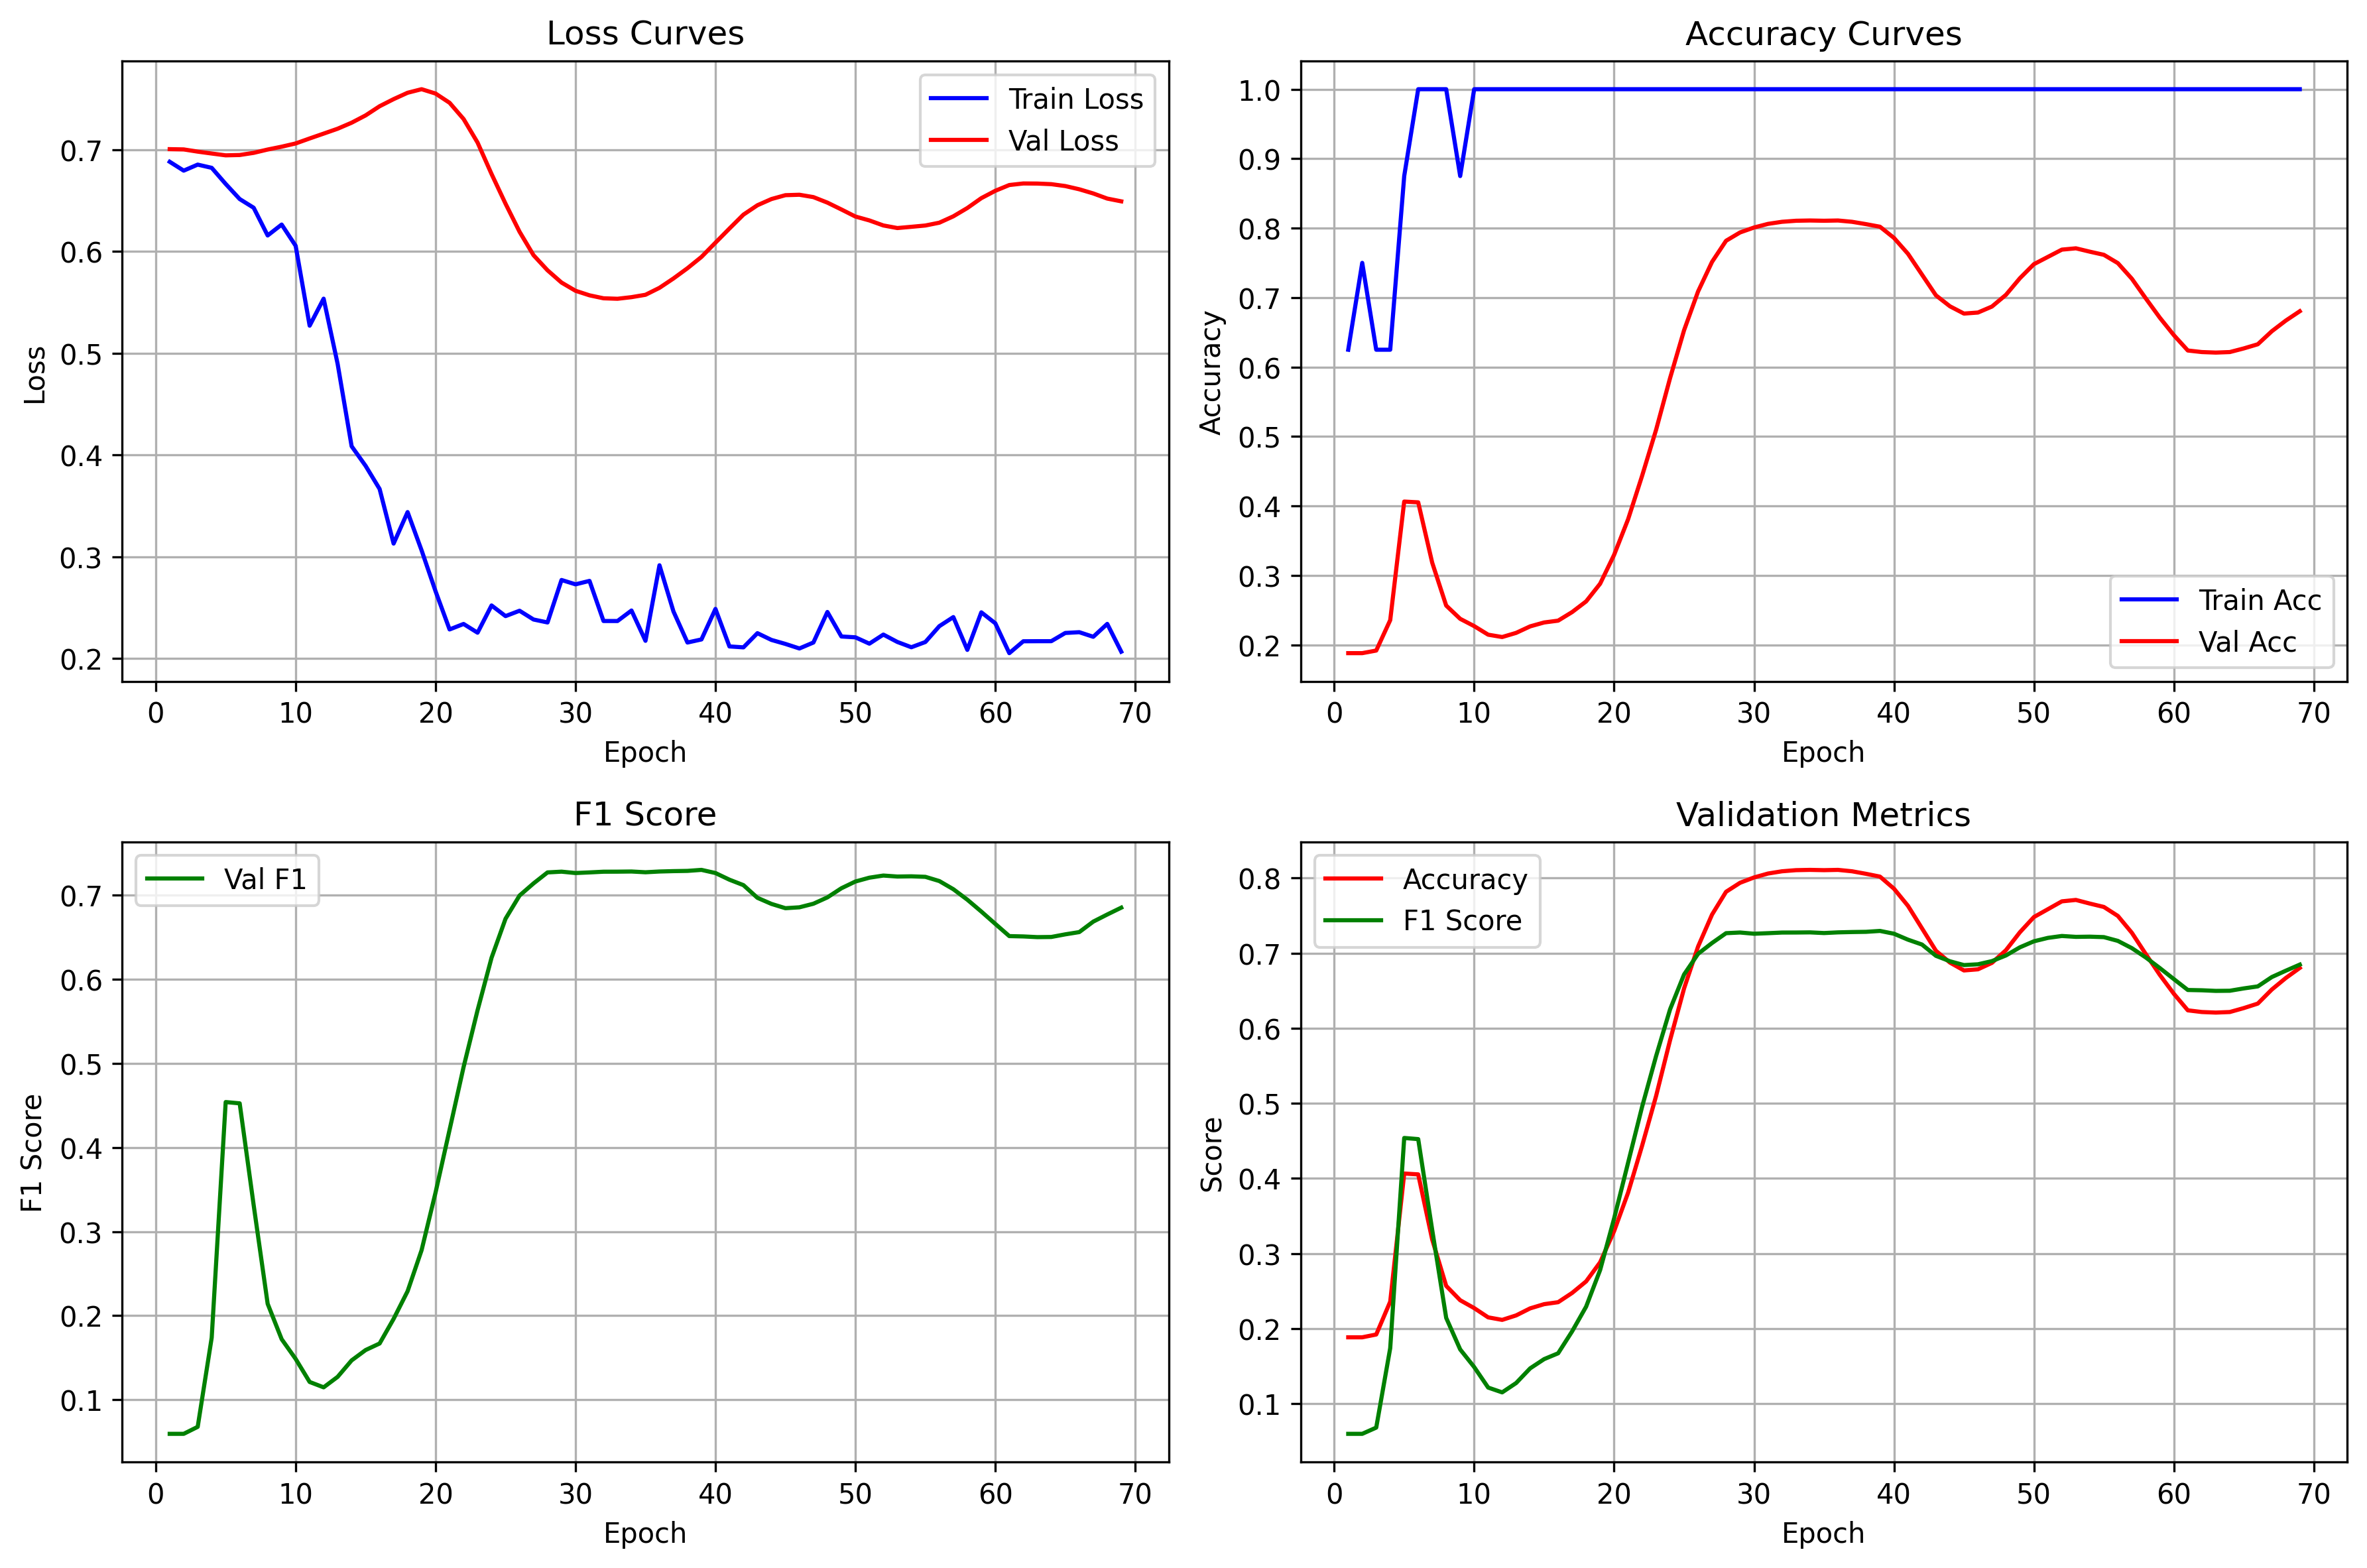 Loss Curves
Train Loss
Val Loss
0.7
0.6
0.5
0.4
0.3
0.2
Loss
0 10 20 30 40 50 60 70
Epoch
Accuracy Curves
1.0
0.9
0.8
0.7
0.6
0.5
0.4
0.3
0.2
Accuracy
Train Acc
Val Acc
0 10 20 30 40 50 60 70
Epoch
F1 Score
Val F1
0.7
0.6
0.5
0.4
0.3
0.2
0.1
F1 Score
0 10 20 30 40 50 60 70
Epoch
Validation Metrics
Accuracy
F1 Score
0.8
0.7
0.6
0.5
0.4
0.3
0.2
0.1
Score
0 10 20 30 40 50 60 70
Epoch